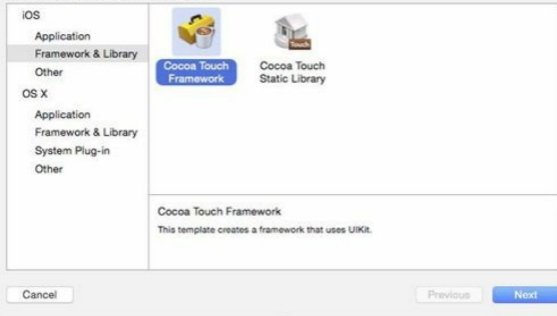 iOS
Application
Framework & Library
Other
OS X
Application
Framework & Library
System Plug-in
Other
Touch
Cocoa Touch
Framework
Cocoa Touch
Static Library
Cocoa Touch Framework
This template creates a framework that uses UIKit.
Cancel
Previous
Next